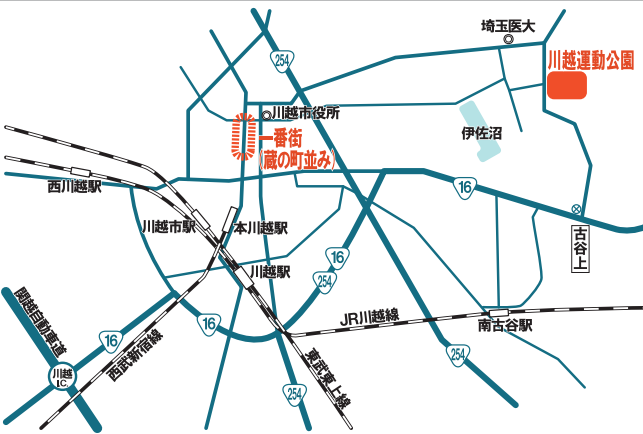 埼玉医大
川越運動公園
254
川越市役所
一番街
(蔵の町並み)
伊佐沼
西川越駅
16
川越市駅
本川越駅
古谷上
川越駅
16
254
関越自動車道
JR川越線
南古谷駅
16
16
西武新宿線
東武東上線
254
川越
IC.
254